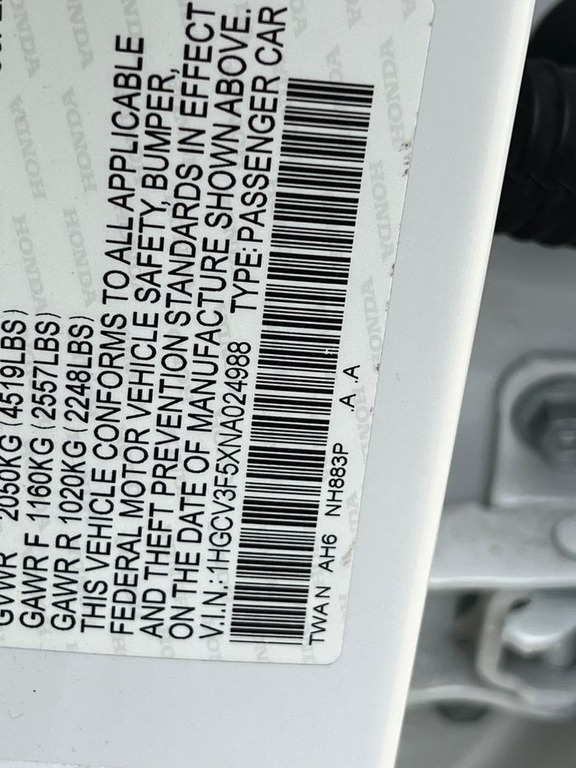 GVWR 2050KG (4519LBS)
GAWR F 1160KG (2557LBS)
GAWR R 1020KG (2248LBS)
THIS VEHICLE CONFORMS TO ALL APPLICABLE
FEDERAL MOTOR VEHICLE SAFETY, BUMPER,
AND THEFT PREVENTION STANDARDS IN EFFECT
ON THE DATE OF MANUFACTURE SHOWN ABOVE.
V.I.N.: 1HGCV3F5XNA024988 TYPE: PASSENGER CAR
TWAN AH6 NH883P .A .A